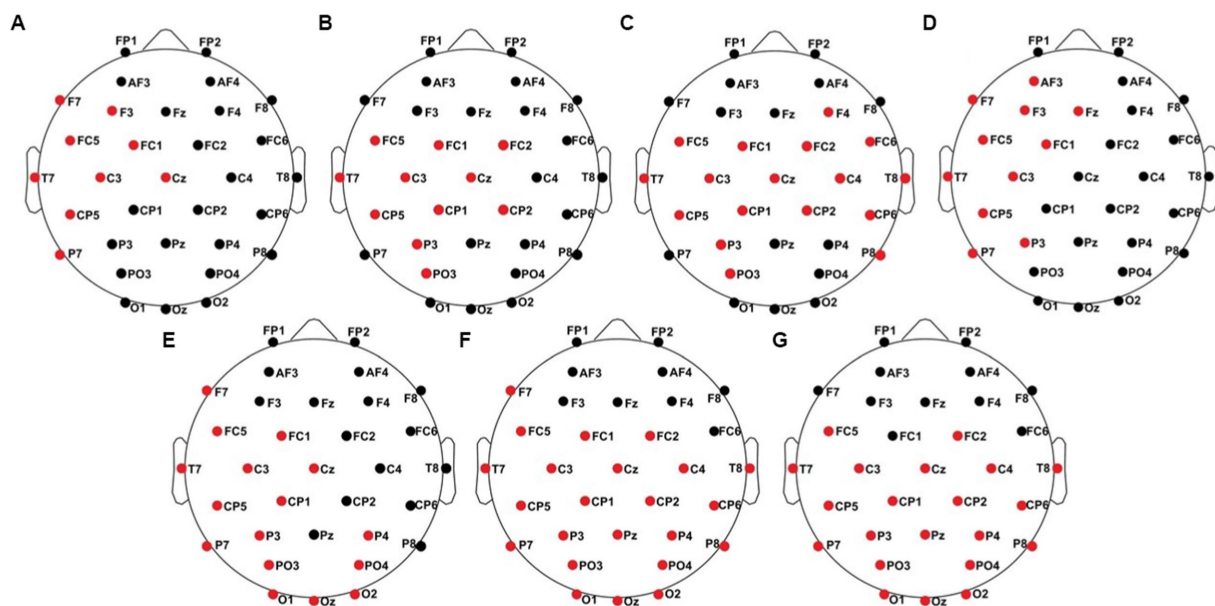 A B C D
FP1 FP2 FP1 FP2 FP1 FP2 FP1 FP2
AF3 AF4 AF3 AF4 AF3 AF4 AF3 AF4
F7 F3 Fz F4 F8 F7 F3 Fz F4 F8 F7 F3 Fz F4 F8 F7 F3 Fz F4 F8
FC5 FC1 FC2 FC6 FC5 FC1 FC2 FC6 FC5 FC1 FC2 FC6 FC5 FC1 FC2 FC6
T7 C3 Cz C4 T8 T7 C3 Cz C4 T8 T7 C3 Cz C4 T8 T7 C3 Cz C4 T8
CP5 CP1 CP2 CP6 CP5 CP1 CP2 CP6 CP5 CP1 CP2 CP6 CP5 CP1 CP2 CP6
P7 P3 Pz P4 P8 P7 P3 Pz P4 P8 P7 P3 Pz P4 P8 P7 P3 Pz P4 P8
PO3 PO4 PO3 PO4 PO3 PO4 PO3 PO4
O1 Oz O2 O1 Oz O2 O1 Oz O2 O1 Oz O2
E F G
FP1 FP2 FP1 FP2 FP1 FP2
AF3 AF4 AF3 AF4 AF3 AF4
F7 F3 Fz F4 F8 F7 F3 Fz F4 F8 F7 F3 Fz F4 F8
FC5 FC1 FC2 FC6 FC5 FC1 FC2 FC6 FC5 FC1 FC2 FC6
T7 C3 Cz C4 T8 T7 C3 Cz C4 T8 T7 C3 Cz C4 T8
CP5 CP1 CP2 CP6 CP5 CP1 CP2 CP6 CP5 CP1 CP2 CP6
P7 P3 Pz P4 P8 P7 P3 Pz P4 P8 P7 P3 Pz P4 P8
PO3 PO4 PO3 PO4 PO3 PO4
O1 Oz O2 O1 Oz O2 O1 Oz O2